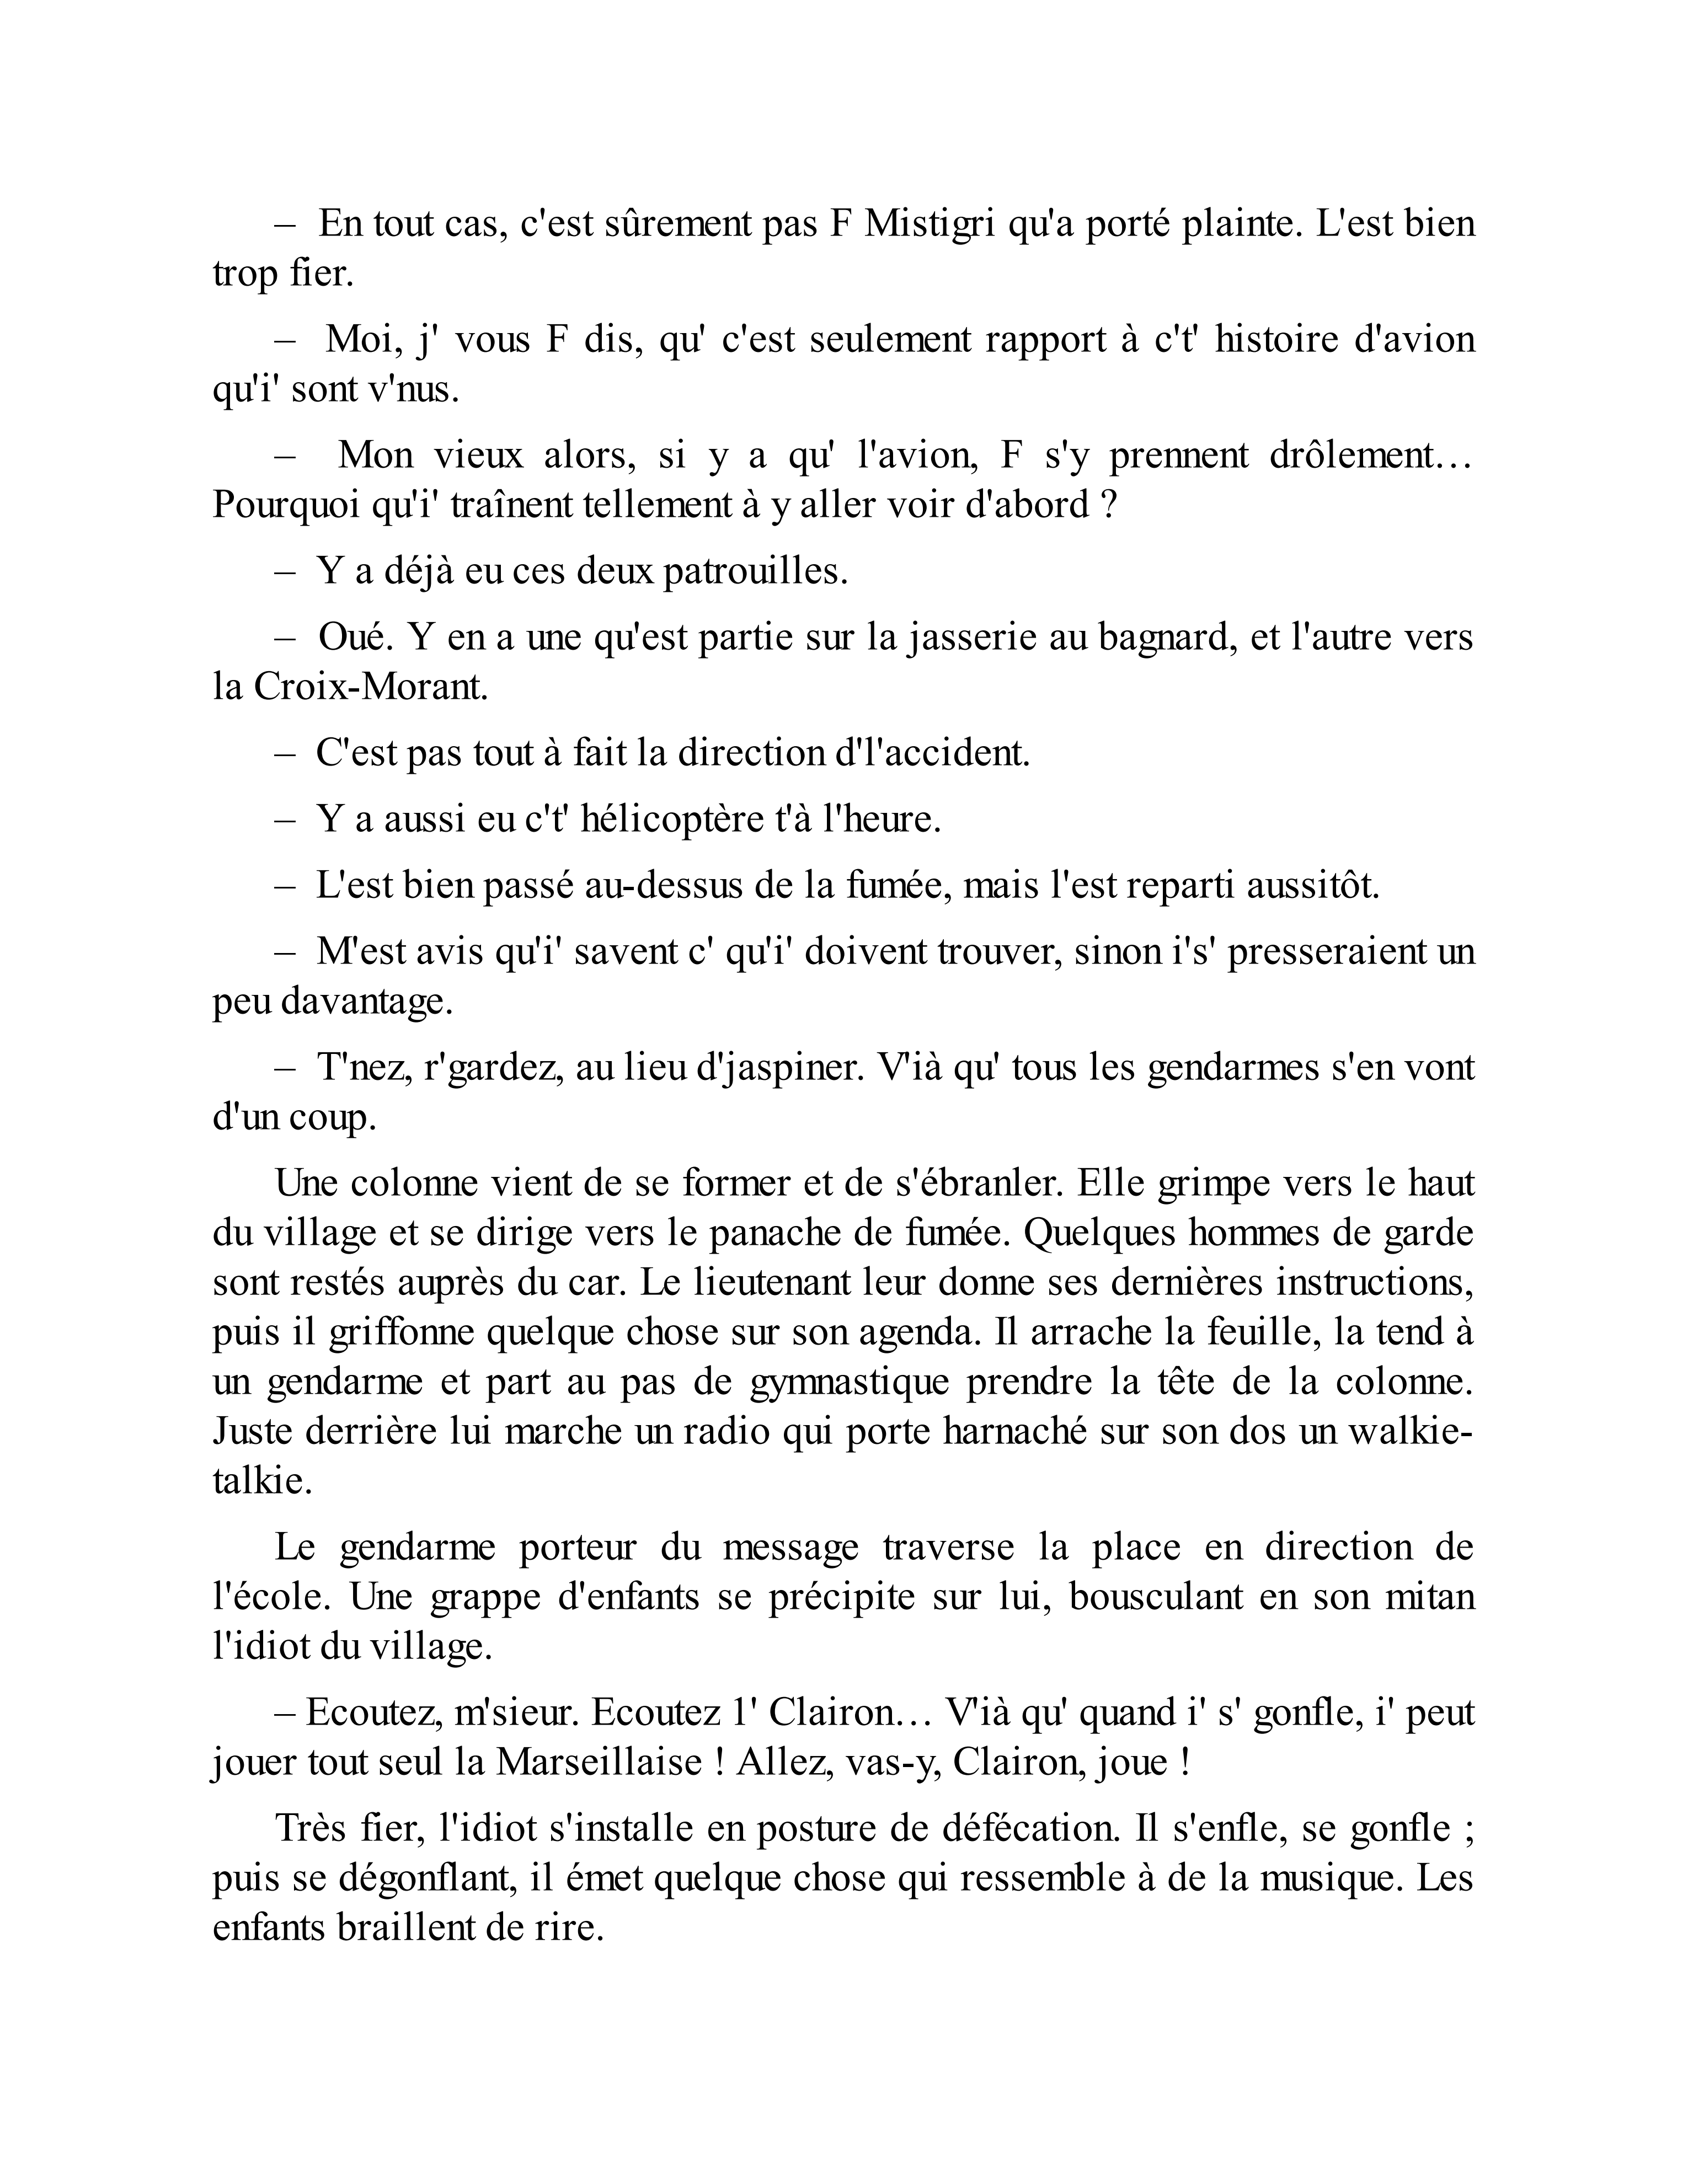 – En tout cas, c'est sûrement pas F Mistigri qu'a porté plainte. L'est bien
trop fier.
– Moi, j' vous F dis, qu' c'est seulement rapport à c't' histoire d'avion
qu'i' sont v'nus.
– Mon vieux alors, si y a qu' l'avion, F s'y prennent drôlement…
Pourquoi qu'i' traînent tellement à y aller voir d'abord ?
– Y a déjà eu ces deux patrouilles.
– Oué. Y en a une qu'est partie sur la jasserie au bagnard, et l'autre vers
la Croix-Morant.
– C'est pas tout à fait la direction d'l'accident.
– Y a aussi eu c't' hélicoptère t'à l'heure.
– L'est bien passé au-dessus de la fumée, mais l'est reparti aussitôt.
– M'est avis qu'i' savent c' qu'i' doivent trouver, sinon i's' presseraient un
peu davantage.
– T'nez, r'gardez, au lieu d'jaspiner. V'ià qu' tous les gendarmes s'en vont
d'un coup.
Une colonne vient de se former et de s'ébranler. Elle grimpe vers le haut
du village et se dirige vers le panache de fumée. Quelques hommes de garde
sont restés auprès du car. Le lieutenant leur donne ses dernières instructions,
puis il griffonne quelque chose sur son agenda. Il arrache la feuille, la tend à
un gendarme et part au pas de gymnastique prendre la tête de la colonne.
Juste derrière lui marche un radio qui porte harnaché sur son dos un walkie-
talkie.
Le gendarme porteur du message traverse la place en direction de
l'école. Une grappe d'enfants se précipite sur lui, bousculant en son mitan
l'idiot du village.
– Ecoutez, m'sieur. Ecoutez 1' Clairon… V'ià qu' quand i' s' gonfle, i' peut
jouer tout seul la Marseillaise ! Allez, vas-y, Clairon, joue !
Très fier, l'idiot s'installe en posture de défécation. Il s'enfle, se gonfle ;
puis se dégonflant, il émet quelque chose qui ressemble à de la musique. Les
enfants braillent de rire.